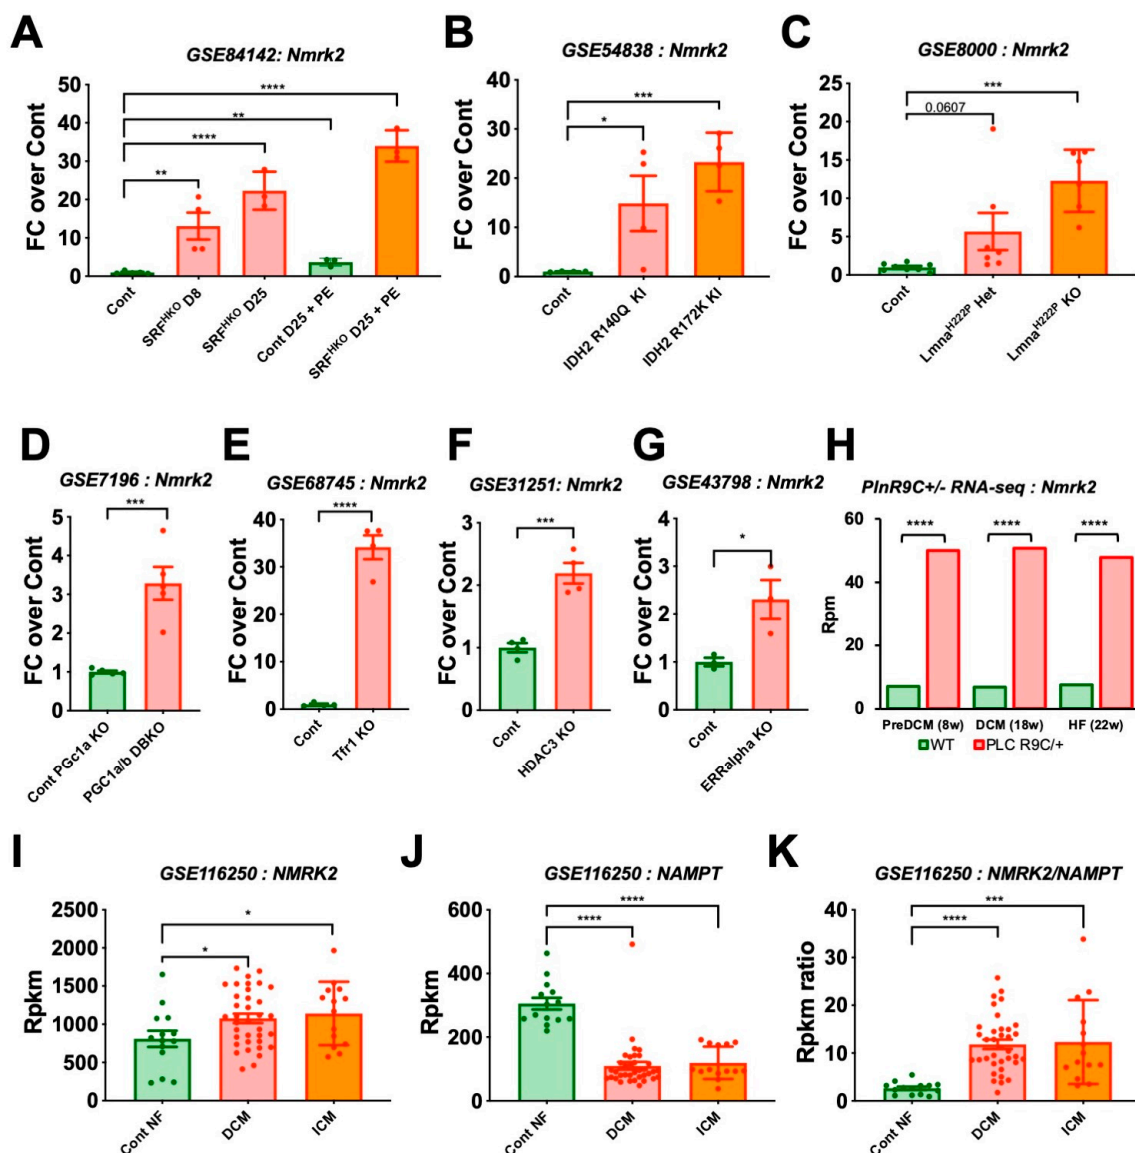 A
GSE84142: Nmrk2
FC over Cont
50
40
30
20
10
0
****
**
****
**
Cont
SRFHKO D8
SRFHKO D25
Cont D25 + PE
SRFHKO D25 + PE
B
GSE54838 : Nmrk2
FC over Cont
40
30
20
10
0
***
*
Cont
IDH2 R140Q KI
IDH2 R172K KI
C
GSE8000 : Nmrk2
FC over Cont
25
20
15
10
5
0
***
0.0607
Cont
LmnaH222P Het
LmnaH222P KO
D
GSE7196 : Nmrk2
FC over Cont
5
4
3
2
1
0
***
Cont PGc1a KO
PGC1a/b DBKO
E
GSE68745 : Nmrk2
FC over Cont
40
30
20
10
0
****
Cont
Tfr1 KO
F
GSE31251: Nmrk2
FC over Cont
3
2
1
0
***
Cont
HDAC3 KO
G
GSE43798 : Nmrk2
FC over Cont
4
3
2
1
0
*
Cont
ERRalpha KO
H
PlnR9C+/- RNA-seq : Nmrk2
Rpm
60
40
20
0
****
****
****
PreDCM (8w)
DCM (18w)
HF (22w)
WT
PLC R9C/+
I
GSE116250 : NMRK2
Rpkm
2500
2000
1500
1000
500
0
*
*
Cont NF
DCM
ICM
J
GSE116250 : NAMPT
Rpkm
600
400
200
0
****
****
Cont NF
DCM
ICM
K
GSE116250 : NMRK2/NAMPT
Rpkm ratio
40
30
20
10
0
***
****
Cont NF
DCM
ICM